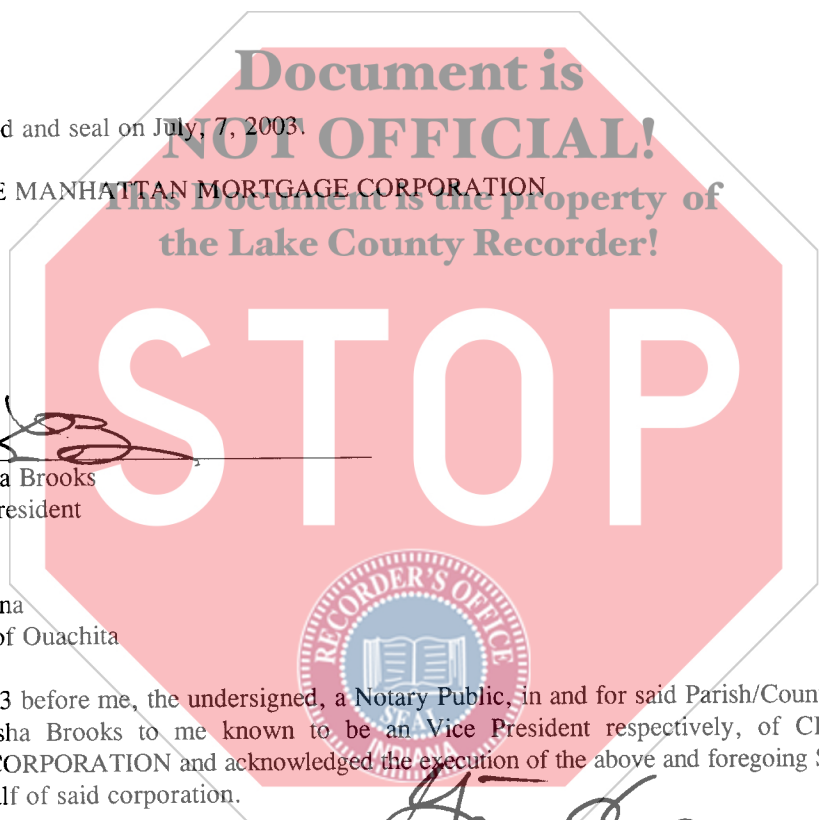 Document is
d and seal on July, 7, 2003.
NOT OFFICIAL!
E MANHATTAN MORTGAGE CORPORATION
This Document is the property of
the Lake County Recorder!
STOP
a Brooks
resident
RECORDER'S OFFICE
na
of Ouachita
3 before me, the undersigned, a Notary Public, in and for said Parish/Coun
sha Brooks to me known to be an Vice President respectively, of C
SEAL
INDIANA
CORPORATION and acknowledged the execution of the above and foregoing S
lf of said corporation.